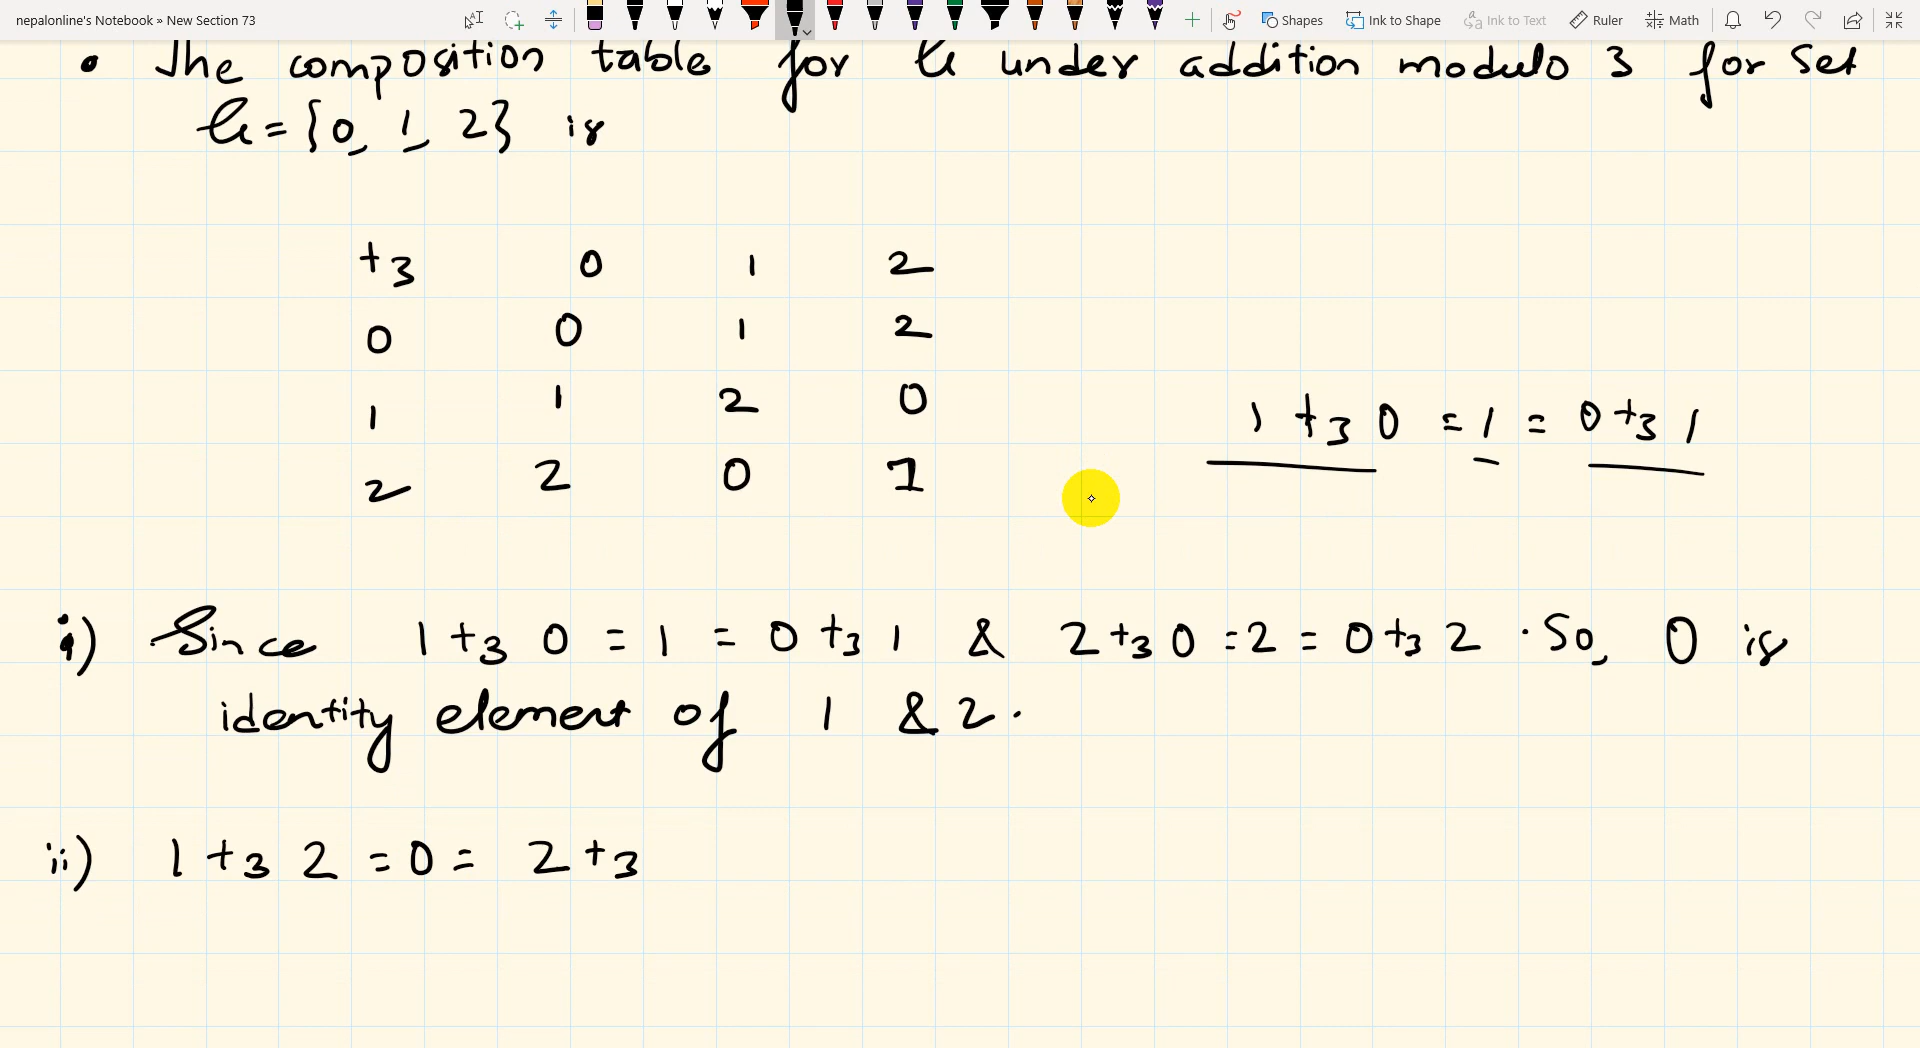 nepalonline's Notebook » New Section 73
Shapes Ink to Shape Ink to Text Ruler Math
• The composition table for G under addition modulo 3 for set
G = {0, 1, 2} is
+3 0 1 2
0 0 1 2
1 1 2 0
2 2 0 1
1 +3 0 = 1 = 0 +3 1
i) Since 1 +3 0 = 1 = 0 +3 1 & 2 +3 0 = 2 = 0 +3 2 . So, 0 is
identity element of 1 & 2 .
ii) 1 +3 2 = 0 = 2 +3